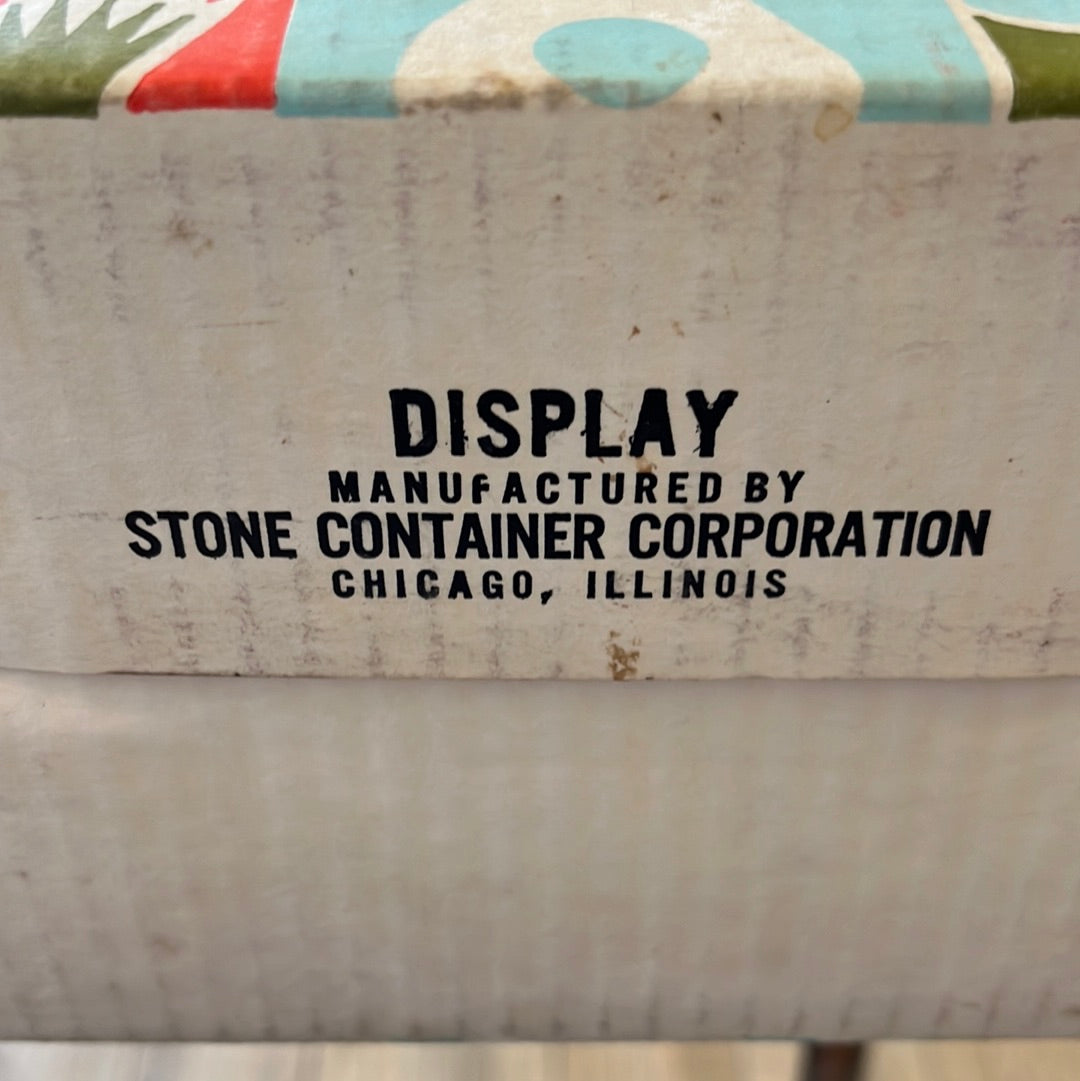 DISPLAY
MANUFACTURED BY
STONE CONTAINER CORPORATION
CHICAGO, ILLINOIS